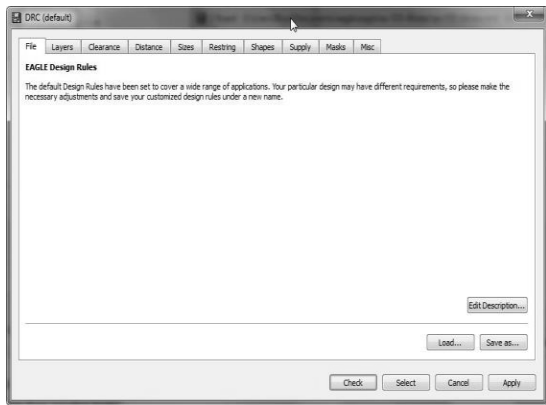 DRC (default)
File Layers Clearance Distance Sizes Restring Shapes Supply Masks Misc
EAGLE Design Rules
The default Design Rules have been set to cover a wide range of applications. Your particular design may have different requirements, so please make the
necessary adjustments and save your customized design rules under a new name.
Edit Description...
Load... Save as...
Check Select Cancel Apply